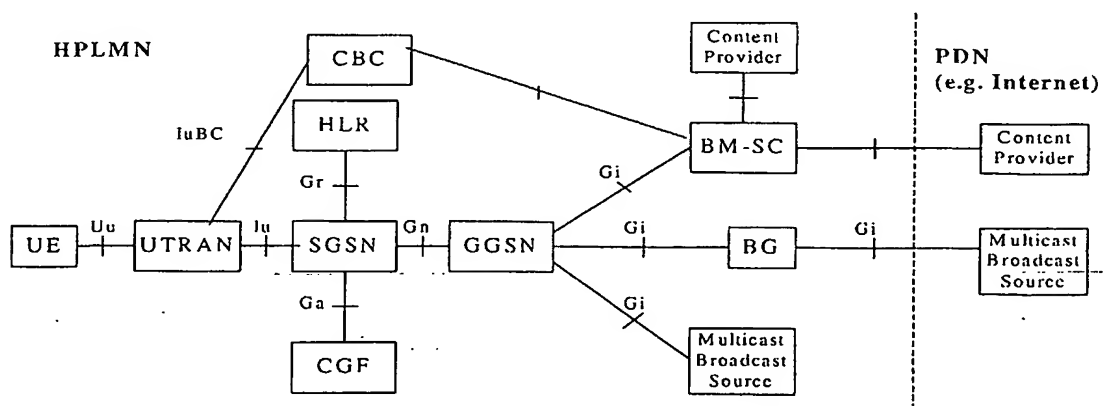 HPLMN
CBC
Content
Provider
PDN
(e.g. Internet)
IuBC
HLR
BM-SC
Content
Provider
Gr
Gi
UE
Uu
UTRAN
Iu
SGSN
Gn
GGSN
Gi
BG
Gi
Multicast
Broadcast
Source
Ga
Gi
CGF
Multicast
Broadcast
Source